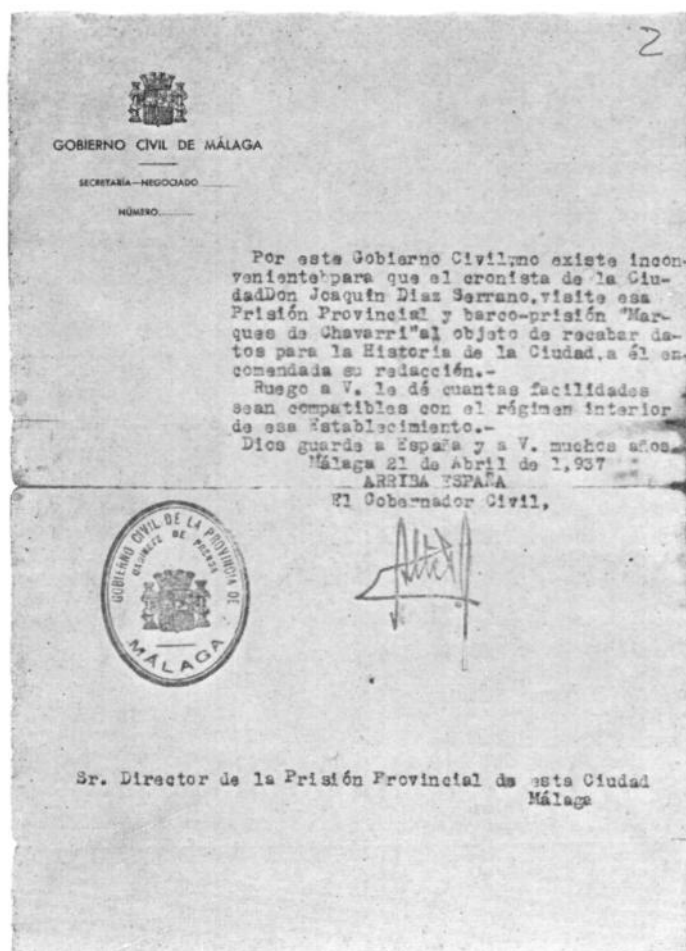 2
GOBIERNO CIVIL DE MÁLAGA
SECRETARÍA—NEGOCIADO
NÚMERO
Por este Gobierno Civil,no existe incon-
veniente para que el cronista de la Ciu-
dadDon Joaquín Diaz Serrano,visite esa
Prisión Provincial y barco-prisión "Mar-
ques de Chavarri"al objeto de recabar da-
tos para la Historia de la Ciudad,a él en-
comendada su redacción.-
Ruego a V. le dé cuantas facilidades
sean compatibles con el régimen interior
de esa Establecimiento.-
Dios guarde a España y a V. muchos años.
Málaga 21 de Abril de 1,937
ARRIBA ESPAÑA
El Gobernador Civil,
GOBIERNO CIVIL DE LA PROVINCIA DE
GABINETE DE PRENSA
MÁLAGA
Sr. Director de la Prisión Provincial de esta Ciudad
Málaga